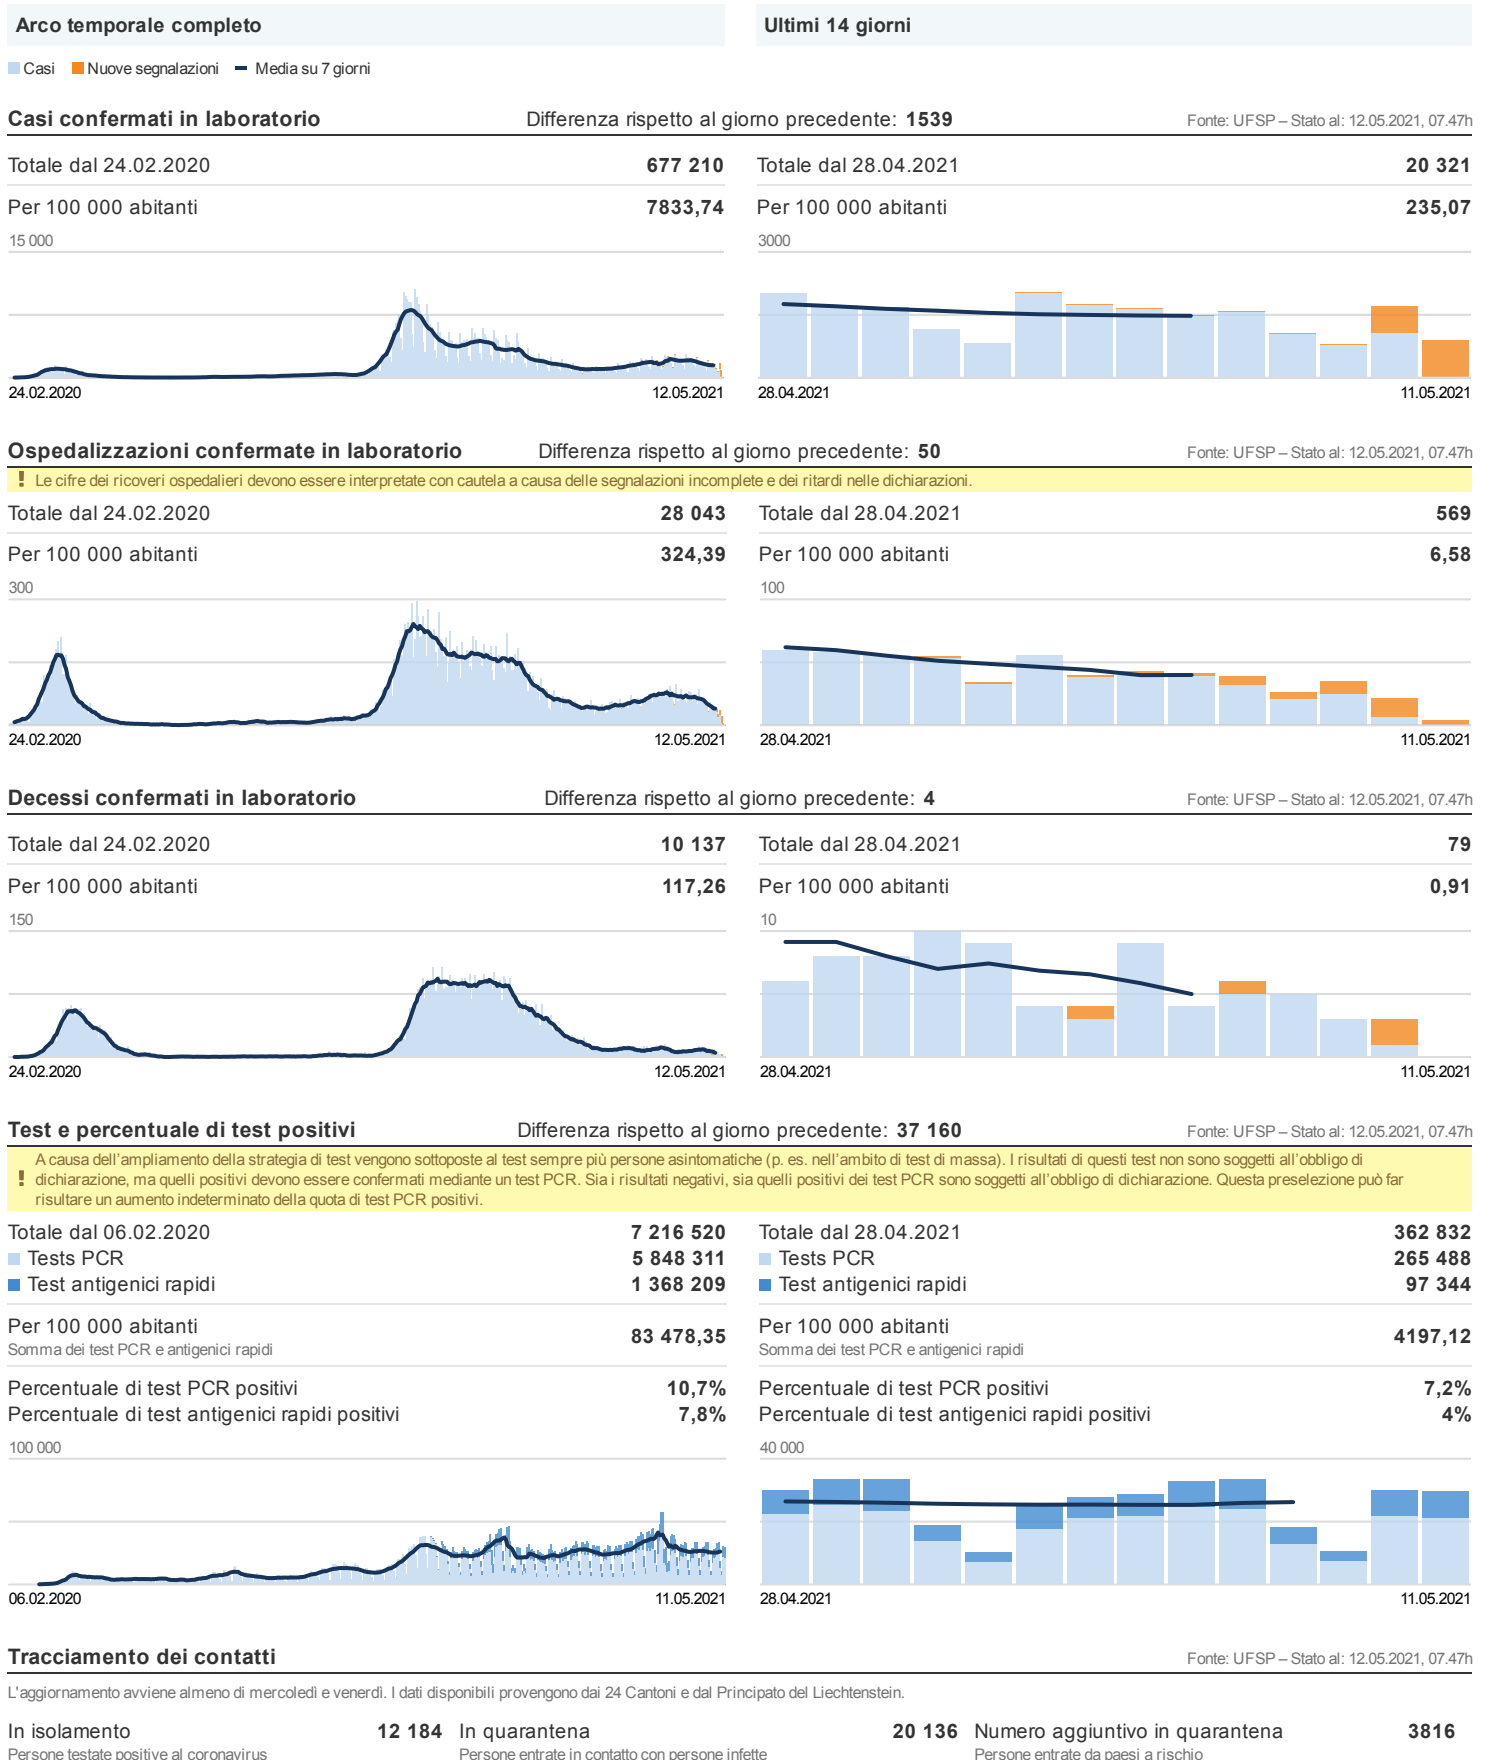 Arco temporale completo
Ultimi 14 giorni
Casi Nuove segnalazioni Media su 7 giorni
Casi confermati in laboratorio Differenza rispetto al giorno precedente: 1539 Fonte: UFSP – Stato al: 12.05.2021, 07.47h
Totale dal 24.02.2020 677 210
Per 100 000 abitanti 7833,74
15 000
24.02.2020 12.05.2021
Totale dal 28.04.2021 20 321
Per 100 000 abitanti 235,07
3000
28.04.2021 11.05.2021
Ospedalizzazioni confermate in laboratorio Differenza rispetto al giorno precedente: 50 Fonte: UFSP – Stato al: 12.05.2021, 07.47h
! Le cifre dei ricoveri ospedalieri devono essere interpretate con cautela a causa delle segnalazioni incomplete e dei ritardi nelle dichiarazioni.
Totale dal 24.02.2020 28 043
Per 100 000 abitanti 324,39
300
24.02.2020 12.05.2021
Totale dal 28.04.2021 569
Per 100 000 abitanti 6,58
100
28.04.2021 11.05.2021
Decessi confermati in laboratorio Differenza rispetto al giorno precedente: 4 Fonte: UFSP – Stato al: 12.05.2021, 07.47h
Totale dal 24.02.2020 10 137
Per 100 000 abitanti 117,26
150
24.02.2020 12.05.2021
Totale dal 28.04.2021 79
Per 100 000 abitanti 0,91
10
28.04.2021 11.05.2021
Test e percentuale di test positivi Differenza rispetto al giorno precedente: 37 160 Fonte: UFSP – Stato al: 12.05.2021, 07.47h
A causa dell'ampliamento della strategia di test vengono sottoposte al test sempre più persone asintomatiche (p. es. nell'ambito di test di massa). I risultati di questi test non sono soggetti all'obbligo di
! dichiarazione, ma quelli positivi devono essere confermati mediante un test PCR. Sia i risultati negativi, sia quelli positivi dei test PCR sono soggetti all'obbligo di dichiarazione. Questa preselezione può far
risultare un aumento indeterminato della quota di test PCR positivi.
Totale dal 06.02.2020 7 216 520
Tests PCR 5 848 311
Test antigenici rapidi 1 368 209
Per 100 000 abitanti 83 478,35
Somma dei test PCR e antigenici rapidi
Percentuale di test PCR positivi 10,7%
Percentuale di test antigenici rapidi positivi 7,8%
100 000
06.02.2020 11.05.2021
Totale dal 28.04.2021 362 832
Tests PCR 265 488
Test antigenici rapidi 97 344
Per 100 000 abitanti 4197,12
Somma dei test PCR e antigenici rapidi
Percentuale di test PCR positivi 7,2%
Percentuale di test antigenici rapidi positivi 4%
40 000
28.04.2021 11.05.2021
Tracciamento dei contatti Fonte: UFSP – Stato al: 12.05.2021, 07.47h
L'aggiornamento avviene almeno di mercoledì e venerdì. I dati disponibili provengono dai 24 Cantoni e dal Principato del Liechtenstein.
In isolamento 12 184 In quarantena 20 136 Numero aggiuntivo in quarantena 3816
Persone testate positive al coronavirus Persone entrate in contatto con persone infette Persone entrate da paesi a rischio